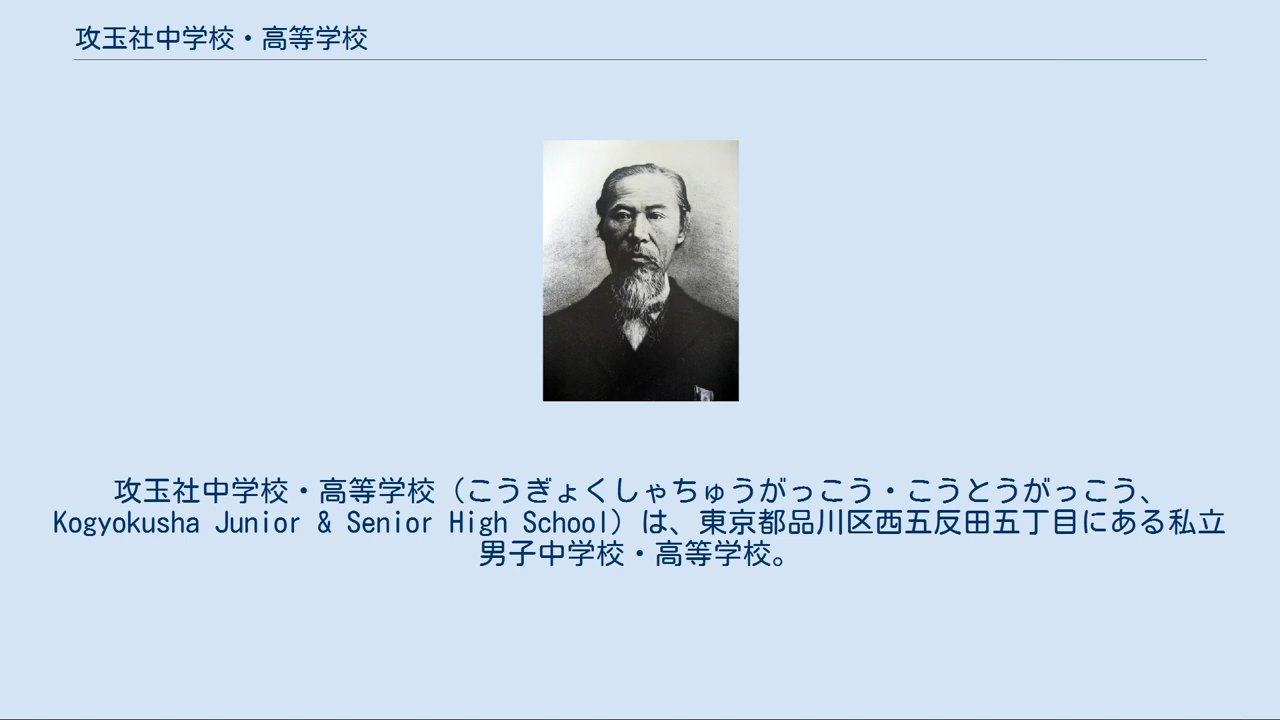 攻玉社中学校・高等学校
攻玉社中学校・高等学校（こうぎょくしゃちゅうがっこう・こうとうがっこう、
Kogyokusha Junior & Senior High School）は、東京都品川区西五反田五丁目にある私立
男子中学校・高等学校。